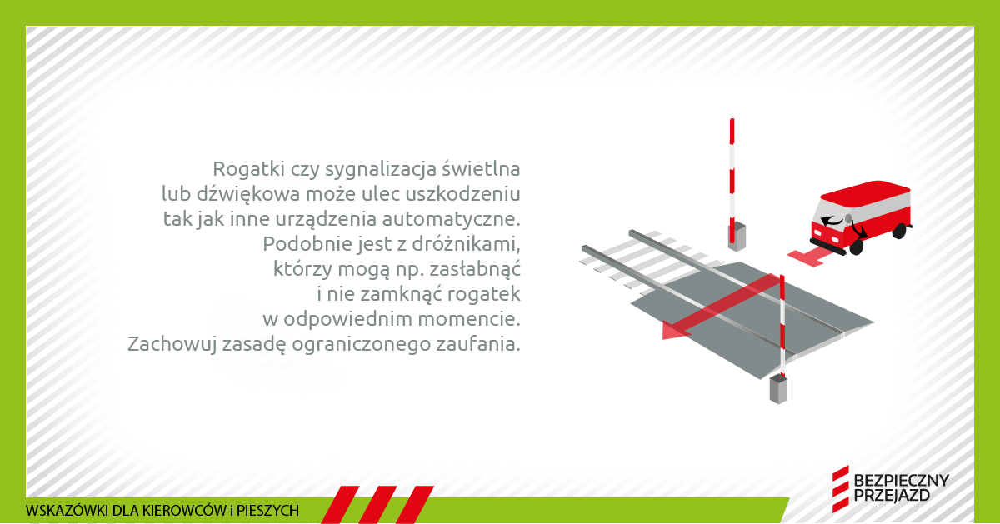 Rogatki czy sygnalizacja świetlna
lub dźwiękowa może ulec uszkodzeniu
tak jak inne urządzenia automatyczne.
Podobnie jest z dróżnikami,
którzy mogą np. zasłabnąć
i nie zamknąć rogatek
w odpowiednim momencie.
Zachowuj zasadę ograniczonego zaufania.
WSKAZÓWKI DLA KIEROWCÓW i PIESZYCH
BEZPIECZNY
PRZEJAZD